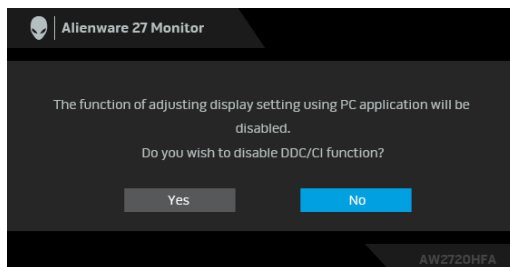 Alienware 27 Monitor
The function of adjusting display setting using PC application will be
disabled.
Do you wish to disable DDC/CI function?
Yes
No
AW2720HFA